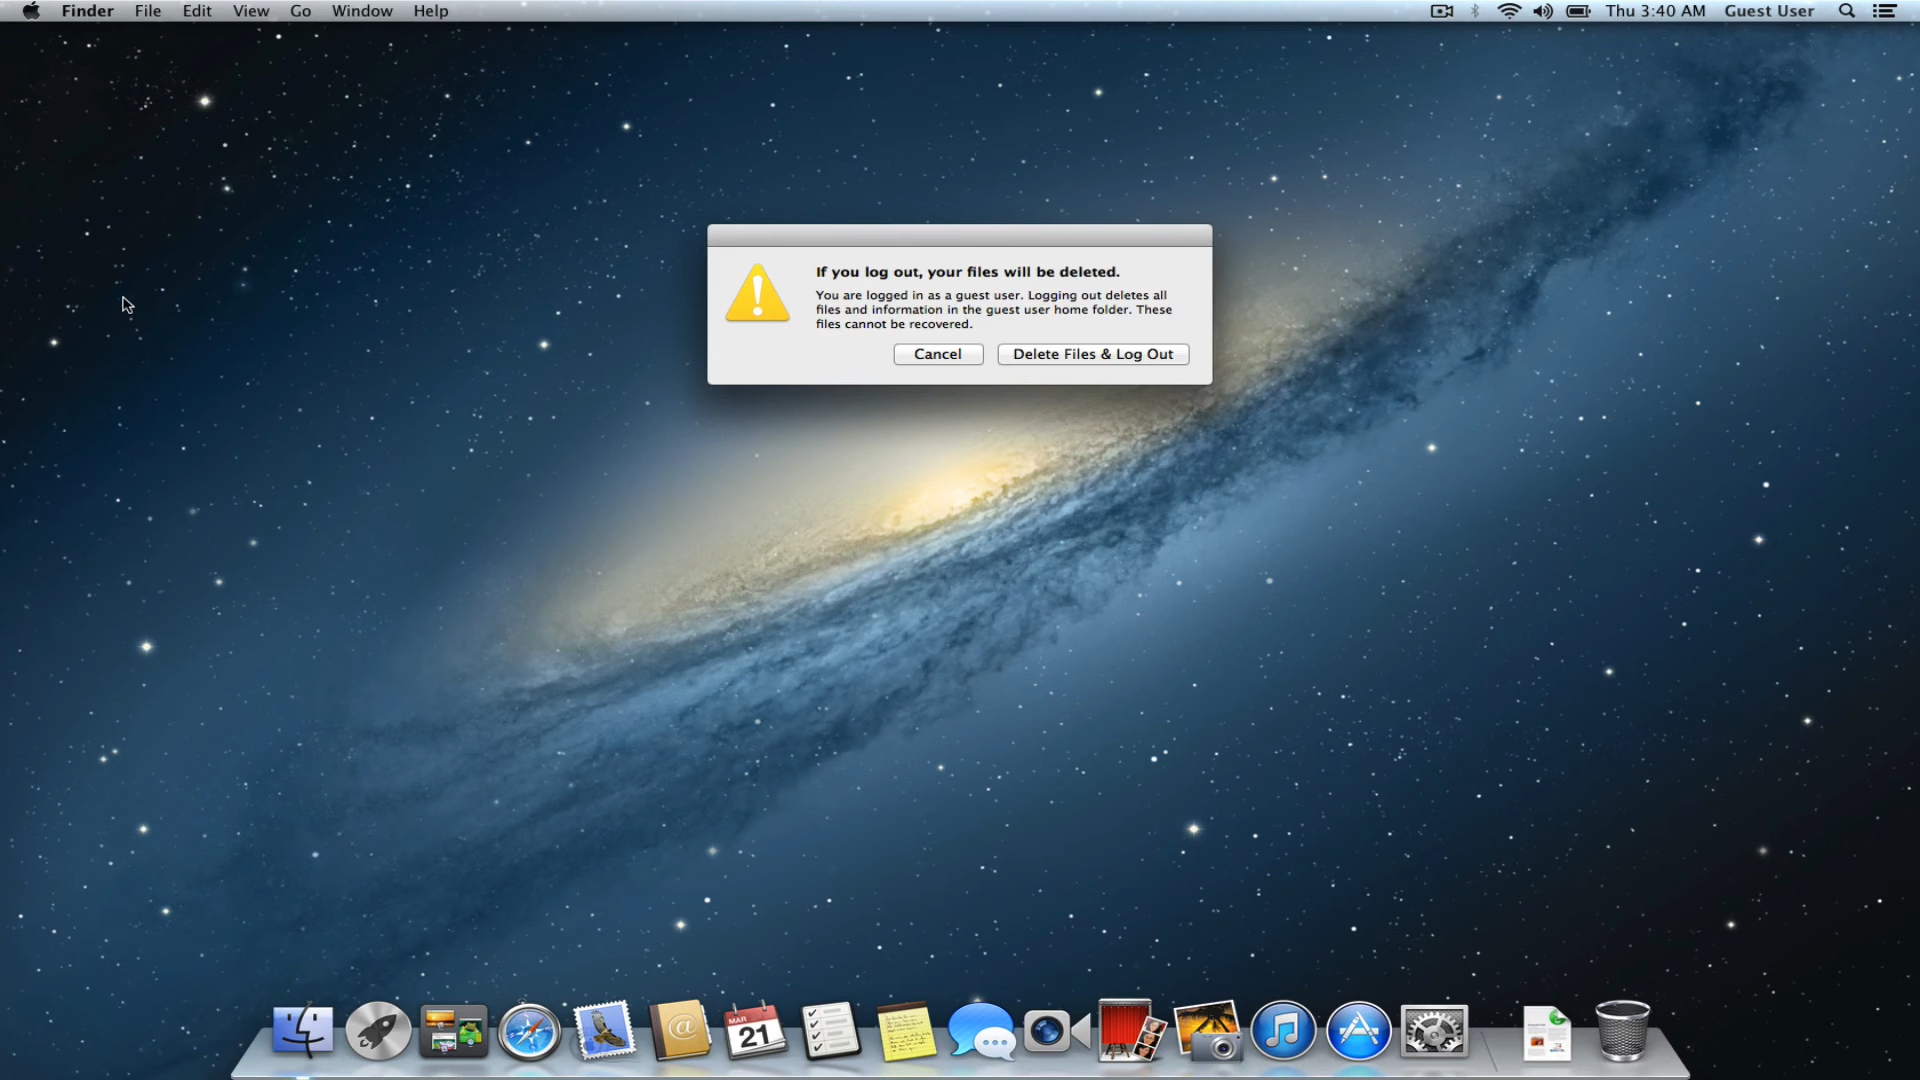 Finder File Edit View Go Window Help Thu 3:40 AM Guest User
If you log out, your files will be deleted.
You are logged in as a guest user. Logging out deletes all
files and information in the guest user home folder. These
files cannot be recovered.
Cancel Delete Files & Log Out
MAR
21